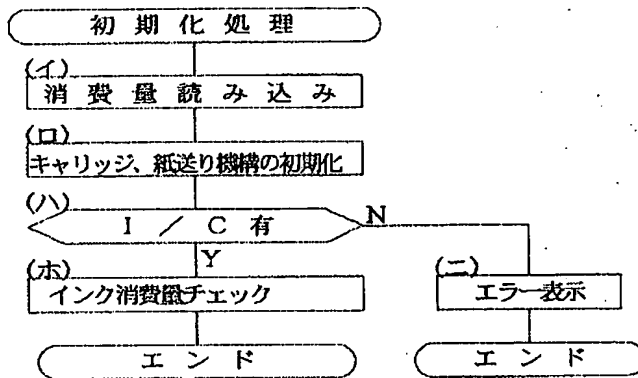 初期化処理
(イ)
消費量読み込み
(ロ)
キャリッジ、紙送り機構の初期化
(ハ)
I / C 有
N
Y
(ホ)
インク消費量チェック
(ニ)
エラー表示
エンド
エンド